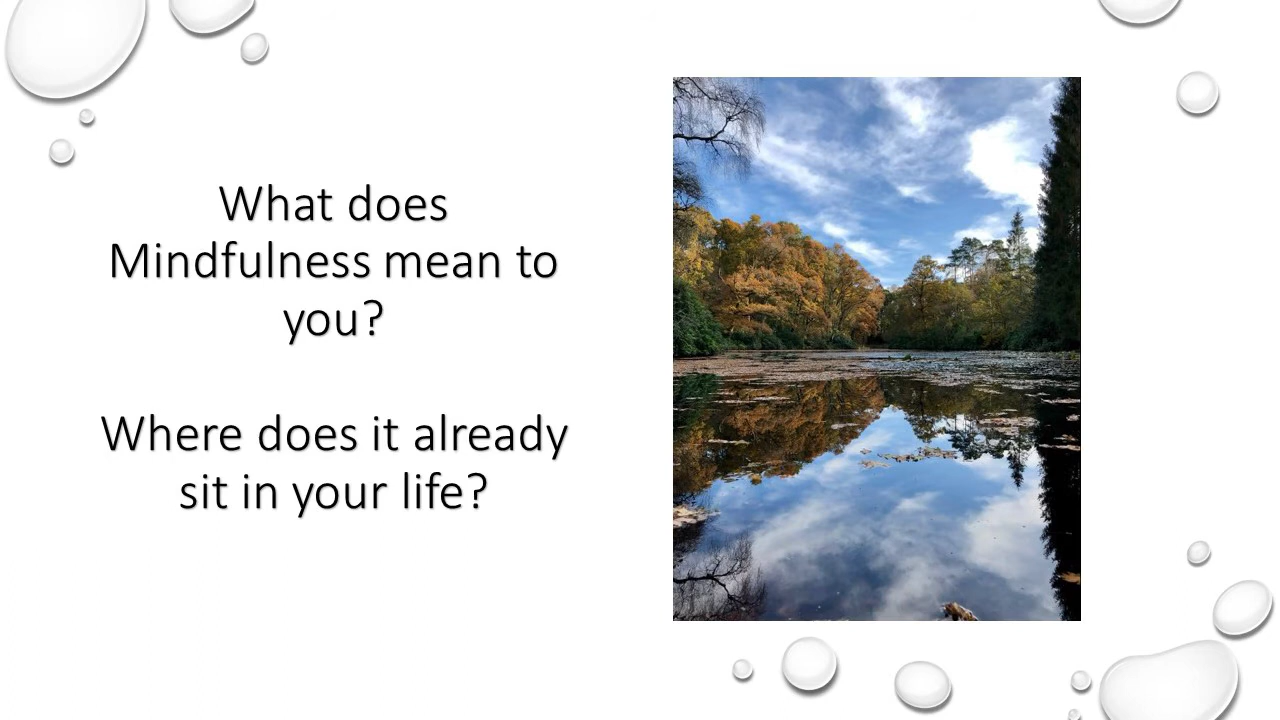 What does
Mindfulness mean to
you?
Where does it already
sit in your life?